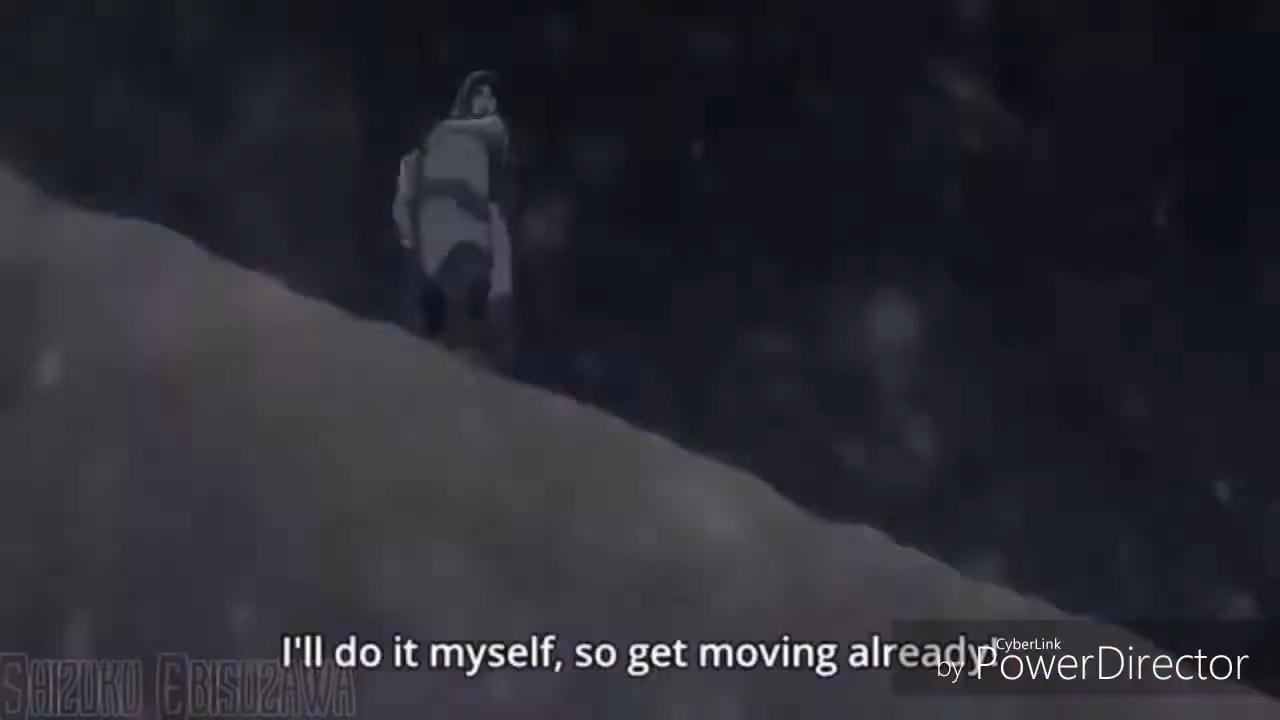 I'll do it myself, so get moving already!
CyberLink
by PowerDirector
SHIZUKU EBISUZAWA